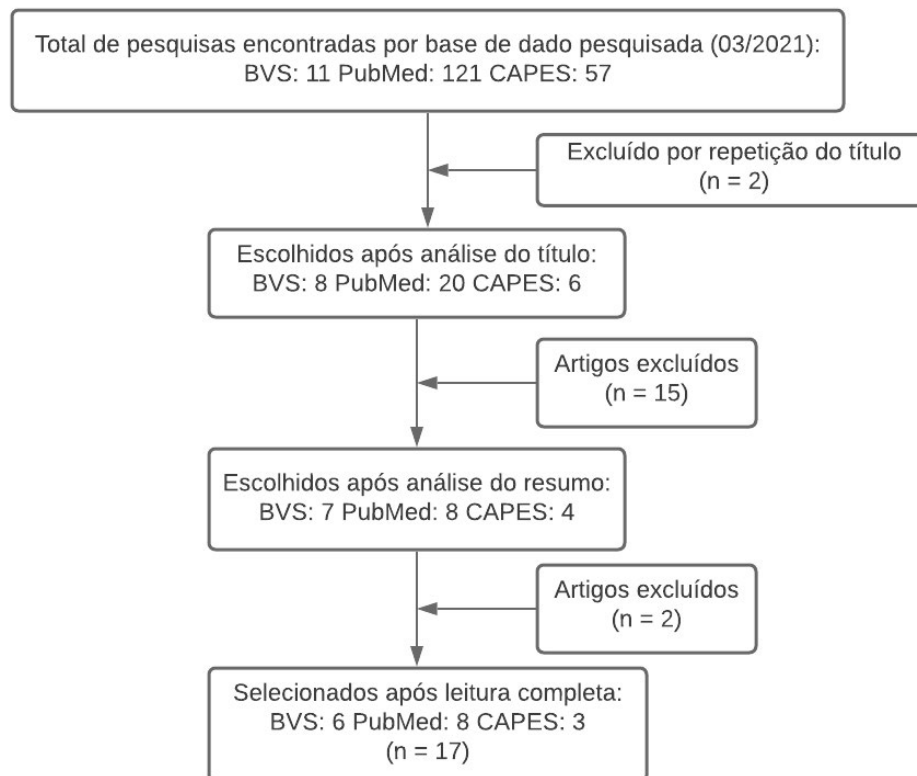 Total de pesquisas encontradas por base de dado pesquisada (03/2021):
BVS: 11 PubMed: 121 CAPES: 57
Excluído por repetição do título
(n = 2)
Escolhidos após análise do título:
BVS: 8 PubMed: 20 CAPES: 6
Artigos excluídos
(n = 15)
Escolhidos após análise do resumo:
BVS: 7 PubMed: 8 CAPES: 4
Artigos excluídos
(n = 2)
Selecionados após leitura completa:
BVS: 6 PubMed: 8 CAPES: 3
(n = 17)